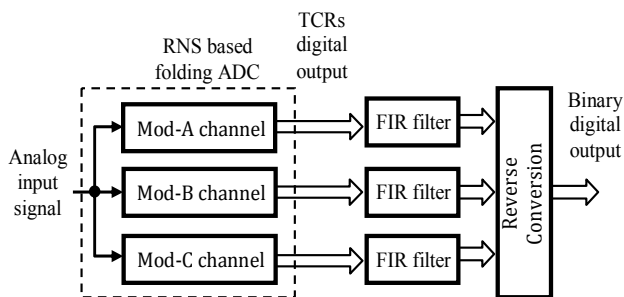 RNS based
folding ADC
TCRs
digital
output
Analog
input
signal
Mod-A channel
Mod-B channel
Mod-C channel
FIR filter
FIR filter
FIR filter
Reverse
Conversion
Binary
digital
output